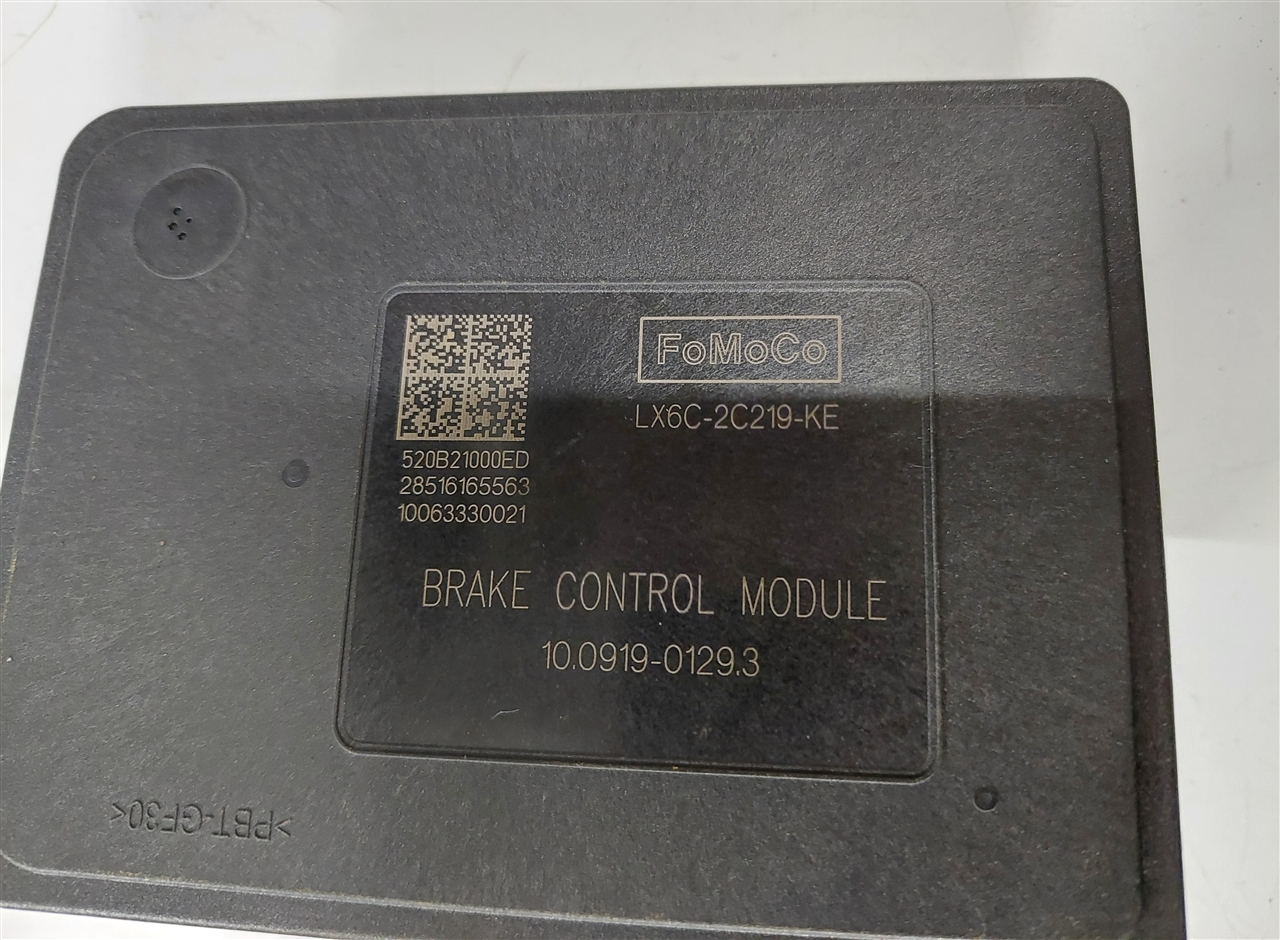 FoMoCo
LX6C-2C219-KE
520B21000ED
28516165563
10063330021
BRAKE CONTROL MODULE
10.0919-0129.3
>PBT-GF30<